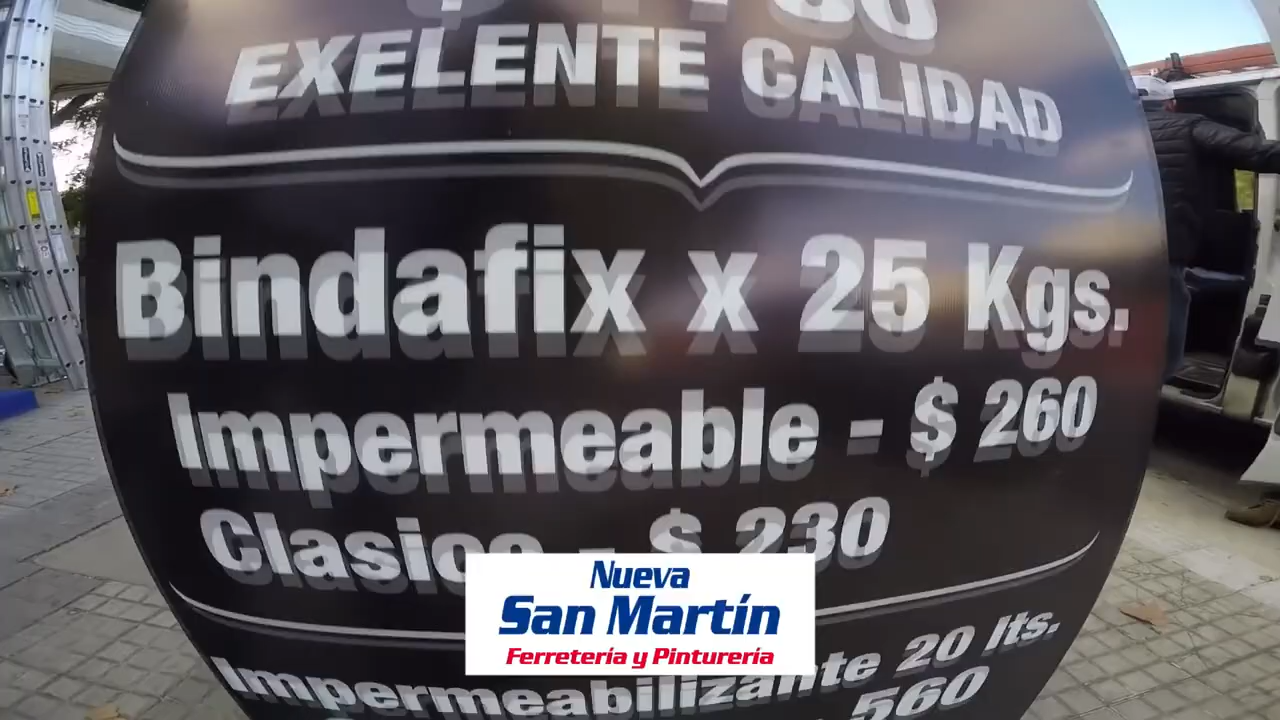 EXELENTE CALIDAD
Bindafix x 25 Kgs.
Impermeable - $ 260
Clasico - $ 230
Nueva
San Martín
Ferretería y Pinturería
Impermeabilizante 20 lts.
560